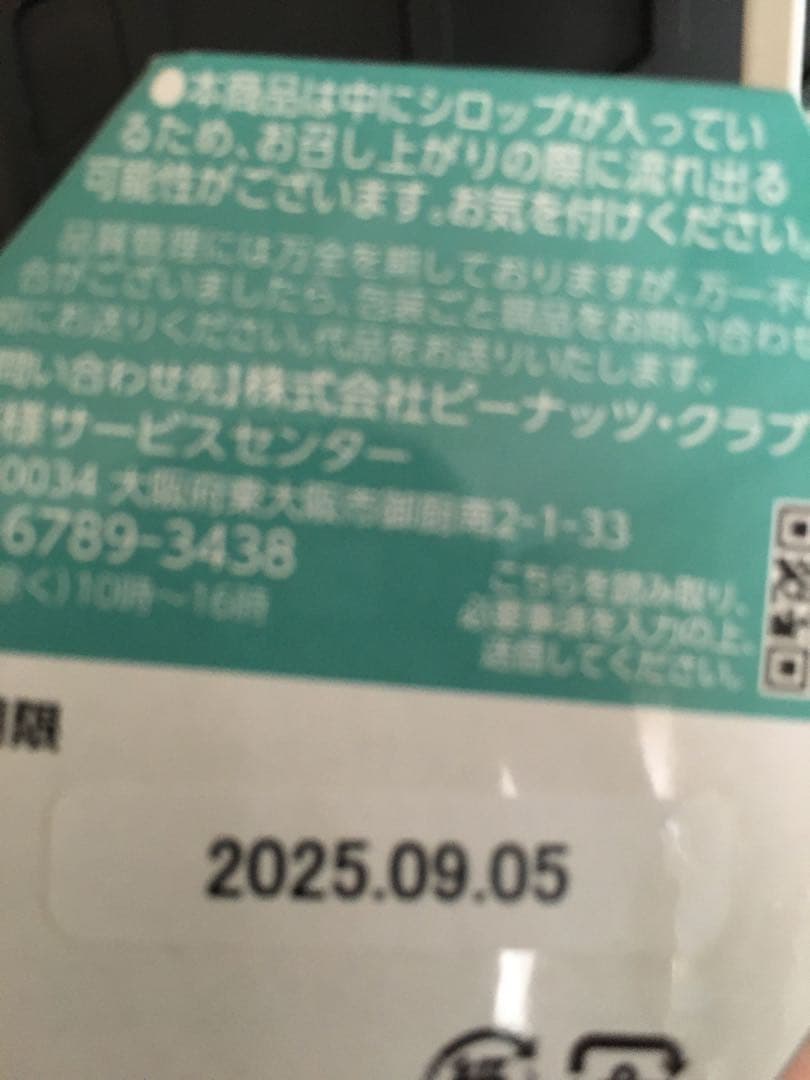 ●本商品は中にシロップが入ってい
るため、お召し上がりの際に流れ出る
可能性がございます。お気を付けください。
品質管理には万全を期しておりますが、万一不
合がございましたら、包装ごと商品をお問い合わせ
にお送りください。代品をお送りいたします。
問い合わせ先]株式会社ピーナッツ・クラブ
様サービスセンター
0034 大阪府東大阪市御厨南2-1-33
6789-3438
除く)10時〜16時
こちらを読み取り、
必要事項を入力の上、
送信してください。
期限
2025.09.05